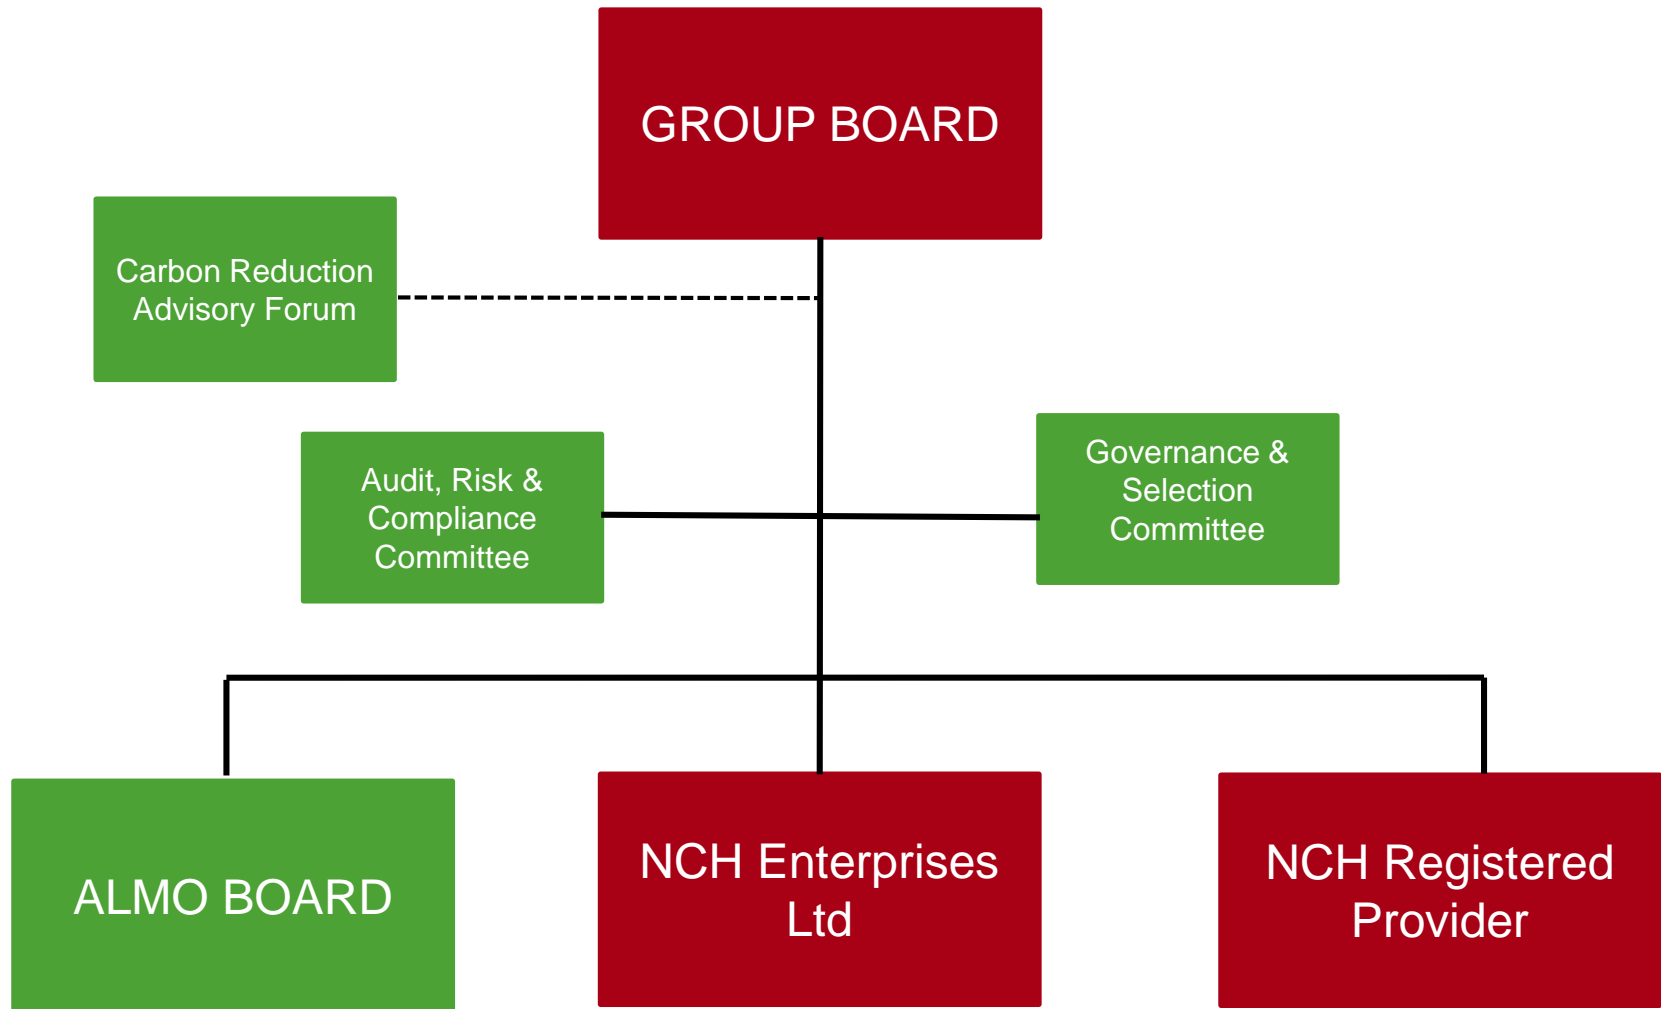 GROUP BOARD
Carbon Reduction
Advisory Forum
Audit, Risk &
Compliance
Committee
Governance &
Selection
Committee
ALMO BOARD
NCH Enterprises
Ltd
NCH Registered
Provider